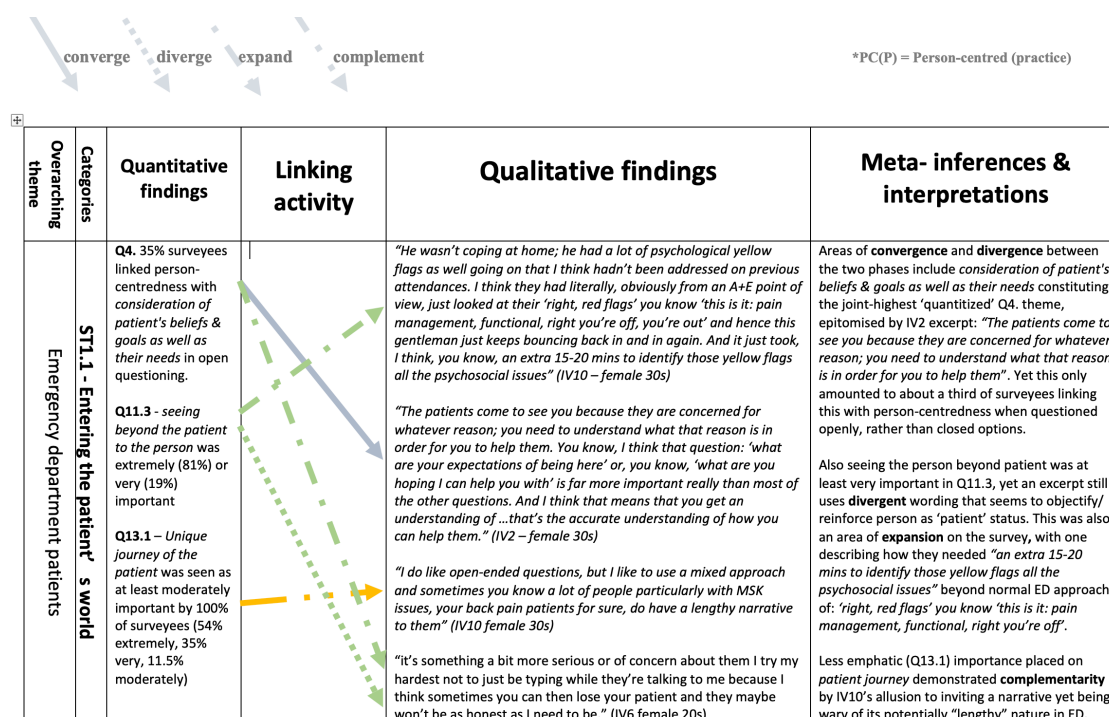 converge diverge expand complement
*PC(P) = Person-centred (practice)
Overarching
theme
Categories
Quantitative
findings
Linking
activity
Qualitative findings
Meta- inferences &
interpretations
Emergency department patients
ST1.1 - Entering the patient’ s world
Q4. 35% surveyees
linked person-
centredness with
consideration of
patient's beliefs &
goals as well as
their needs in open
questioning.
Q11.3 - seeing
beyond the patient
to the person was
extremely (81%) or
very (19%)
important
Q13.1 – Unique
journey of the
patient was seen as
at least moderately
important by 100%
of surveyees (54%
extremely, 35%
very, 11.5%
moderately)
“He wasn’t coping at home; he had a lot of psychological yellow
flags as well going on that I think hadn’t been addressed on previous
attendances. I think they had literally, obviously from an A+E point of
view, just looked at their ‘right, red flags’ you know ‘this is it: pain
management, functional, right you’re off, you’re out’ and hence this
gentleman just keeps bouncing back in and in again. And it just took,
I think, you know, an extra 15-20 mins to identify those yellow flags
all the psychosocial issues” (IV10 – female 30s)
“The patients come to see you because they are concerned for
whatever reason; you need to understand what that reason is in
order for you to help them. You know, I think that question: ‘what
are your expectations of being here’ or, you know, ‘what are you
hoping I can help you with’ is far more important really than most of
the other questions. And I think that means that you get an
understanding of …that’s the accurate understanding of how you
can help them.” (IV2 – female 30s)
“I do like open-ended questions, but I like to use a mixed approach
and sometimes you know a lot of people particularly with MSK
issues, your back pain patients for sure, do have a lengthy narrative
to them” (IV10 female 30s)
“it’s something a bit more serious or of concern about them I try my
hardest not to just be typing while they’re talking to me because I
think sometimes you can then lose your patient and they maybe
won’t be as honest as I need to be.” (IV6 female 20s)
Areas of convergence and divergence between
the two phases include consideration of patient's
beliefs & goals as well as their needs constituting
the joint-highest ‘quantitized’ Q4. theme,
epitomised by IV2 excerpt: “The patients come to
see you because they are concerned for whatever
reason; you need to understand what that reason
is in order for you to help them”. Yet this only
amounted to about a third of surveyees linking
this with person-centredness when questioned
openly, rather than closed options.
Also seeing the person beyond patient was at
least very important in Q11.3, yet an excerpt still
uses divergent wording that seems to objectify/
reinforce person as ‘patient’ status. This was also
an area of expansion on the survey, with one
describing how they needed “an extra 15-20
mins to identify those yellow flags all the
psychosocial issues” beyond normal ED approach
of: ‘right, red flags’ you know ‘this is it: pain
management, functional, right you’re off’.
Less emphatic (Q13.1) importance placed on
patient journey demonstrated complementarity
by IV10’s allusion to inviting a narrative yet being
wary of its potentially “lengthy” nature in ED